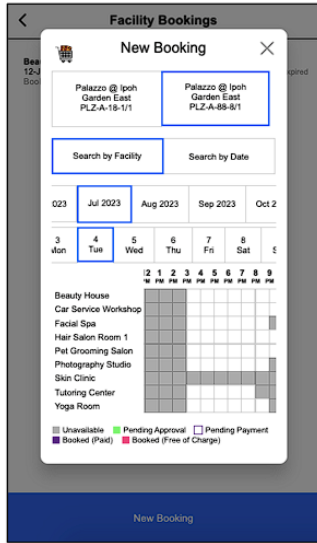 Facility Bookings
New Booking
Palazzo @ Ipoh
Garden East
PLZ-A-18-1/1
Palazzo @ Ipoh
Garden East
PLZ-A-88-8/1
Search by Facility
Search by Date
Jul 2023
Aug 2023
Sep 2023
Oct 2
3
Mon
4
Tue
5
Wed
6
Thu
7
Fri
8
Sat
12 1 2 3 4 5 6 7 8 9
PM PM PM PM PM PM PM PM PM PM
Beauty House
Car Service Workshop
Facial Spa
Hair Salon Room 1
Pet Grooming Salon
Photography Studio
Skin Clinic
Tutoring Center
Yoga Room
Unavailable Pending Approval Pending Payment
Booked (Paid) Booked (Free of Charge)
New Booking